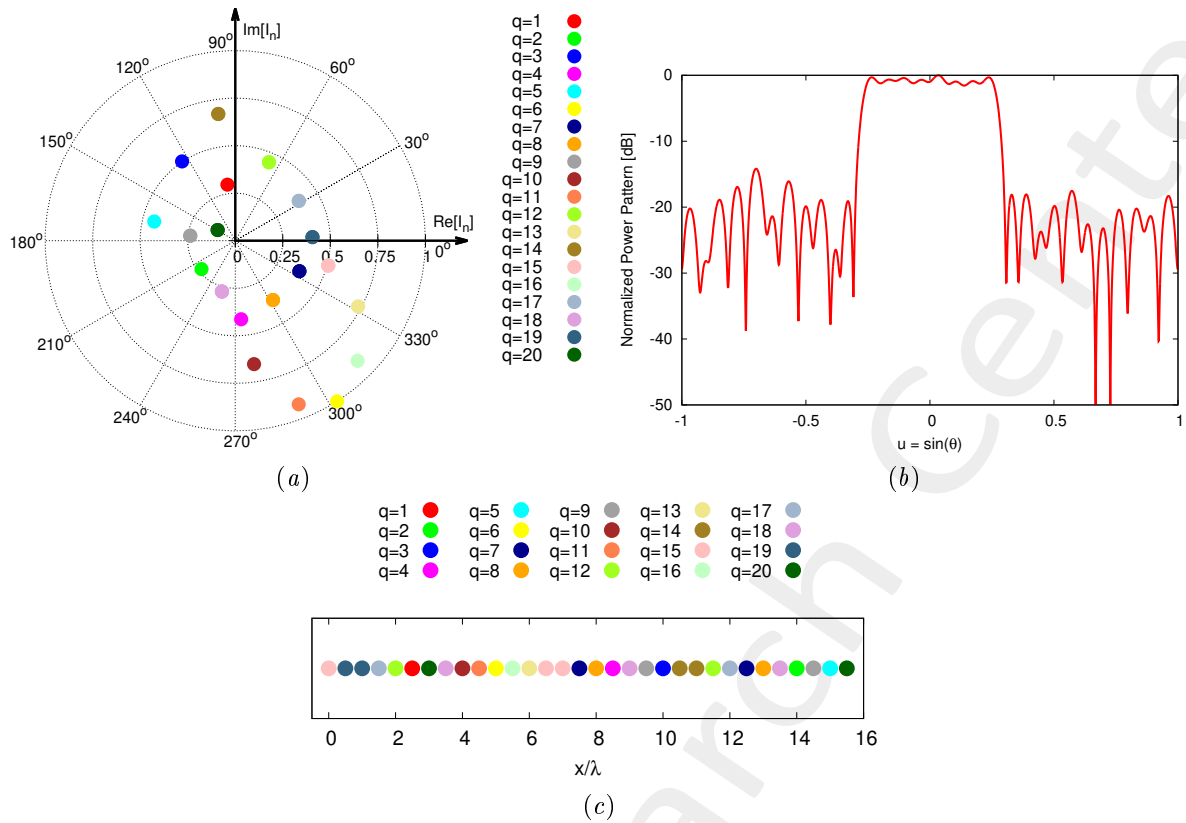 Im[I_n]
90°
120°
60°
150°
30°
180°
Re[I_n]
0°
0 0.25 0.5 0.75 1
210°
330°
240°
300°
270°
q=1
q=2
q=3
q=4
q=5
q=6
q=7
q=8
q=9
q=10
q=11
q=12
q=13
q=14
q=15
q=16
q=17
q=18
q=19
q=20
(a)
Normalized Power Pattern [dB]
0
-10
-20
-30
-40
-50
-1 -0.5 0 0.5 1
u = sin(θ)
(b)
q=1 q=5 q=9 q=13 q=17
q=2 q=6 q=10 q=14 q=18
q=3 q=7 q=11 q=15 q=19
q=4 q=8 q=12 q=16 q=20
0 2 4 6 8 10 12 14 16
x/λ
(c)
arch Cente